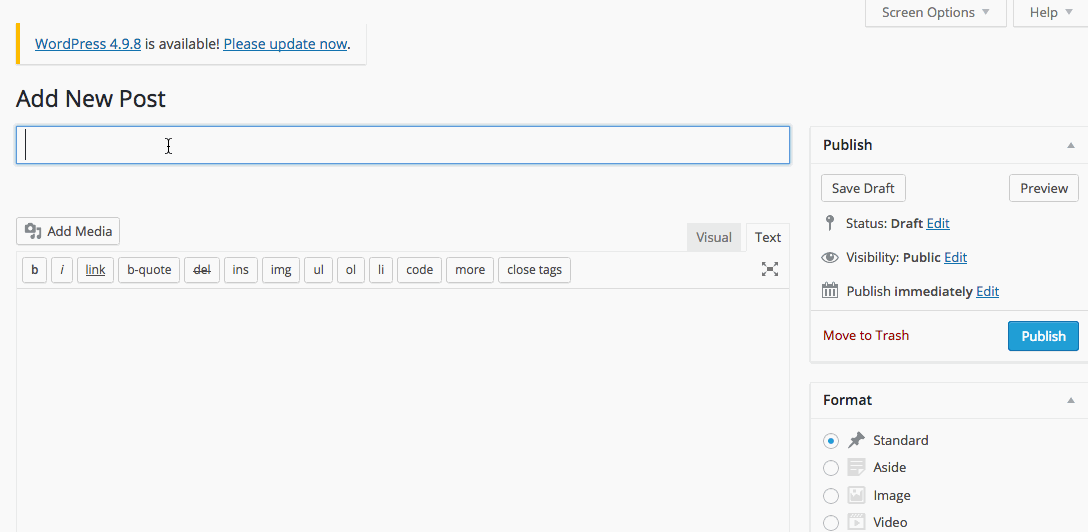 Screen Options Help
WordPress 4.9.8 is available! Please update now.
Add New Post
Publish
Save Draft Preview
Add Media
Visual Text
Status: Draft Edit
b i link b-quote del ins img ul ol li code more close tags
Visibility: Public Edit
Publish immediately Edit
Move to Trash Publish
Format
Standard
Aside
Image
Video